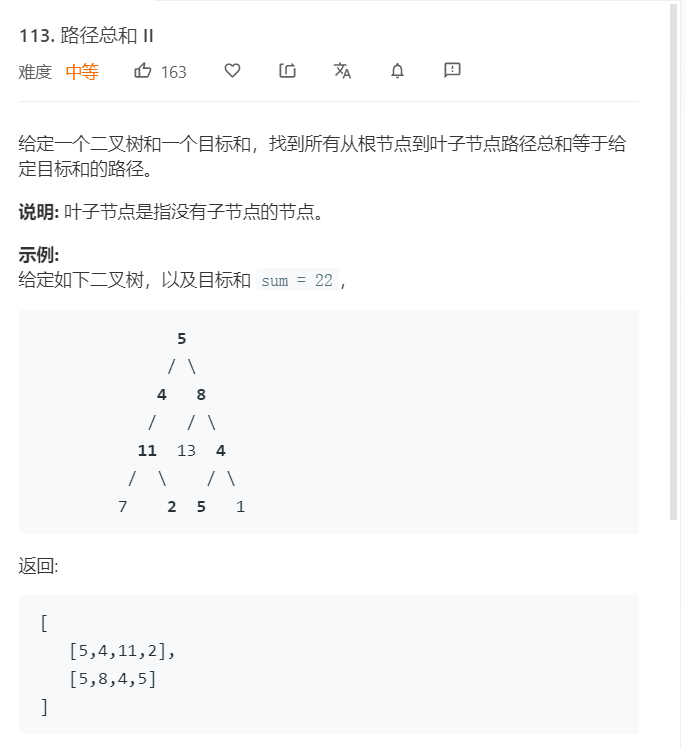 113. 路径总和 II
难度 中等 163
给定一个二叉树和一个目标和，找到所有从根节点到叶子节点路径总和等于给
定目标和的路径。
说明: 叶子节点是指没有子节点的节点。
示例:
给定如下二叉树，以及目标和 sum = 22，
5
/ \
4 8
/ / \
11 13 4
/ \ / \
7 2 5 1
返回:
[
[5,4,11,2],
[5,8,4,5]
]